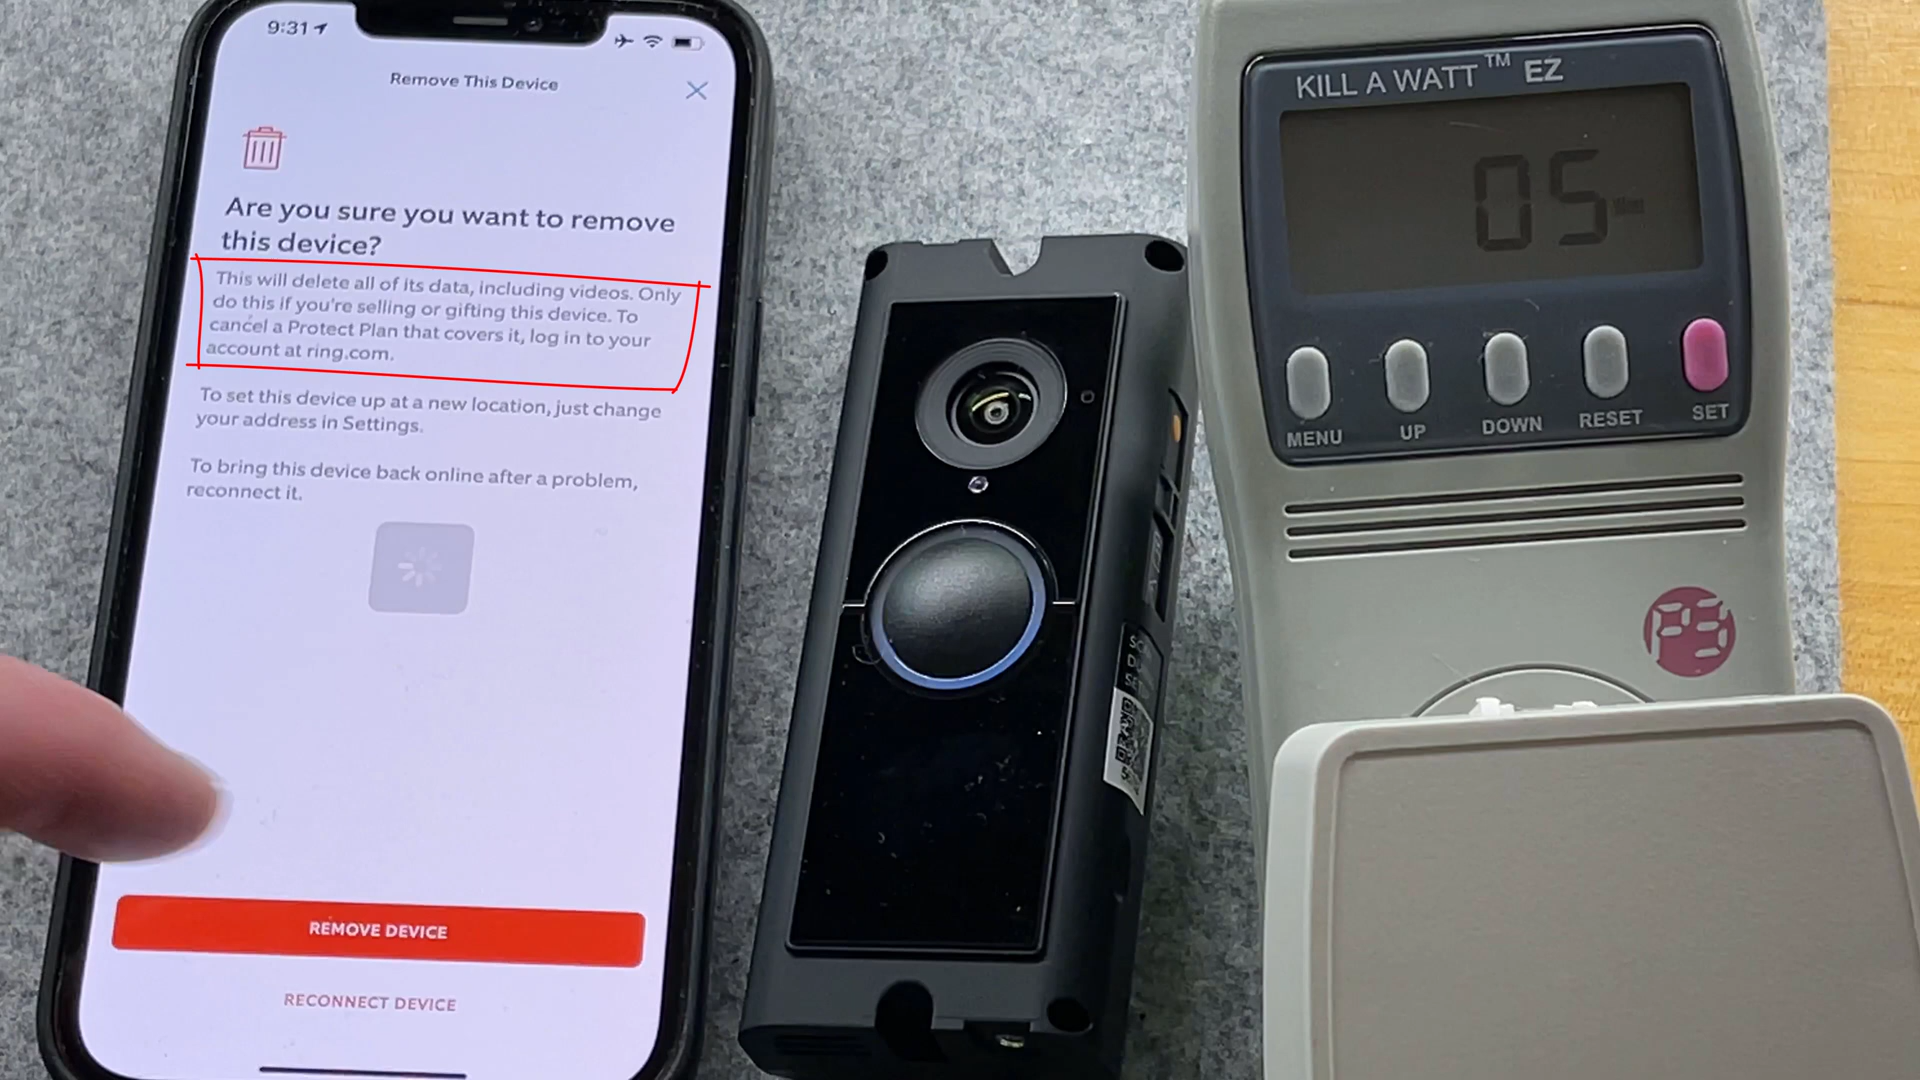 9:31
Remove This Device
Are you sure you want to remove
this device?
This will delete all of its data, including videos. Only
do this if you're selling or gifting this device. To
cancel a Protect Plan that covers it, log in to your
account at ring.com.
To set this device up at a new location, just change
your address in Settings.
To bring this device back online after a problem,
reconnect it.
REMOVE DEVICE
RECONNECT DEVICE
KILL A WATT™ EZ
05
MENU
UP
DOWN
RESET
SET
P3